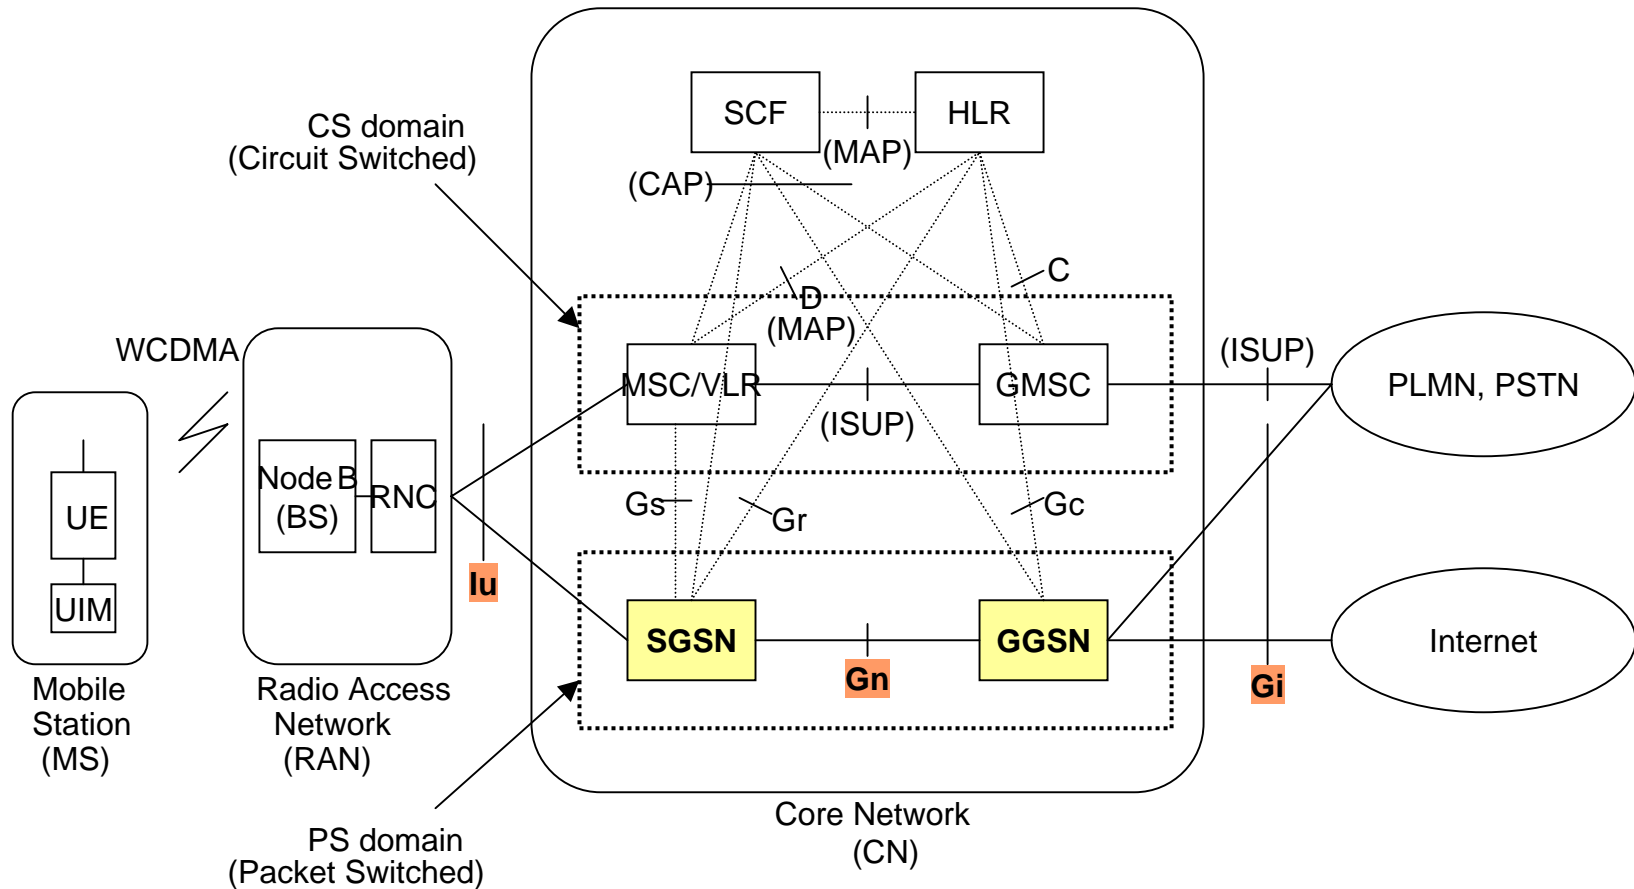 SCF
HLR
(MAP)
CS domain
(Circuit Switched)
(CAP)
C
D
(MAP)
WCDMA
MSC/VLR
GMSC
(ISUP)
(ISUP)
PLMN, PSTN
Node B
(BS)
RNC
UE
UIM
Gs
Gr
Gc
Iu
SGSN
GGSN
Gn
Gi
Internet
Mobile
Station
(MS)
Radio Access
Network
(RAN)
Core Network
(CN)
PS domain
(Packet Switched)